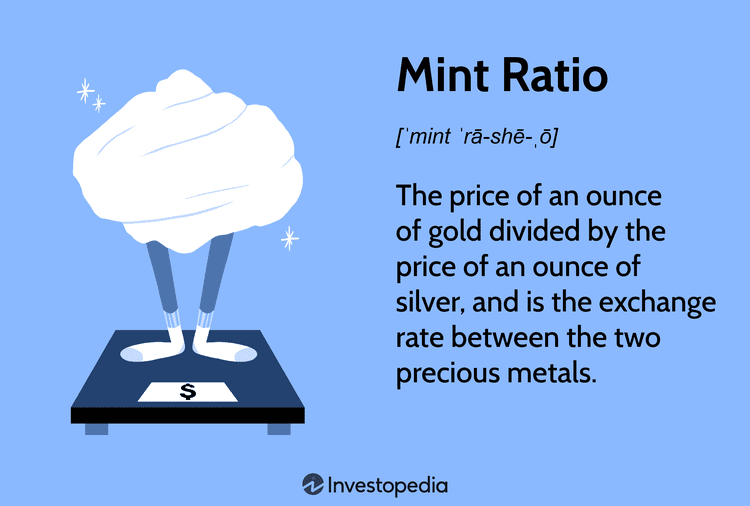 Mint Ratio
[ˈmint ˈrā-shē-ˌō]
The price of an ounce
of gold divided by the
price of an ounce of
silver, and is the exchange
rate between the two
precious metals.
$
Investopedia